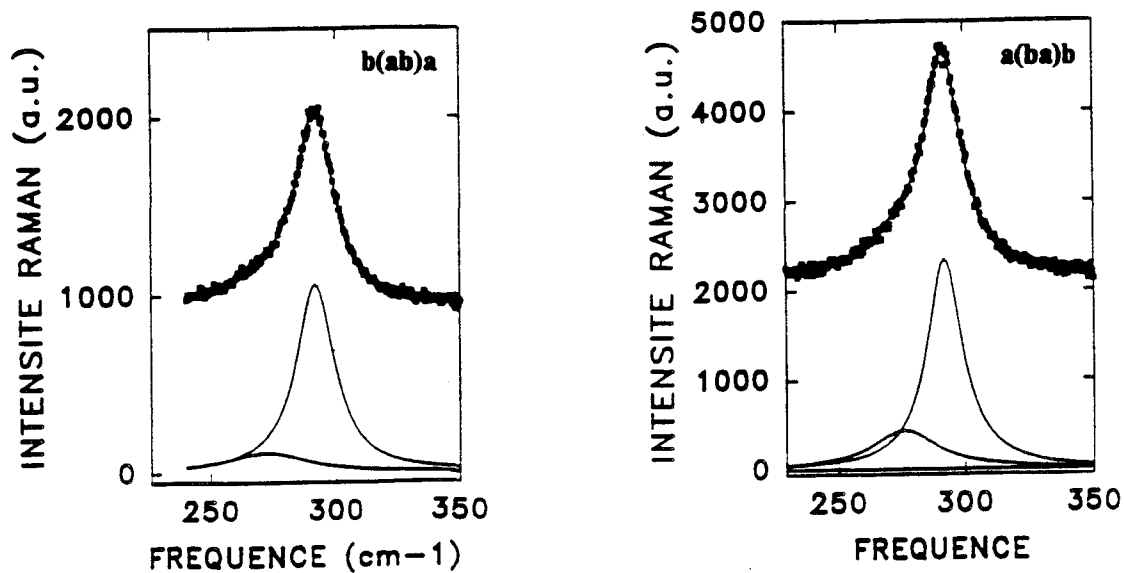 b(ab)a
INTENSITE RAMAN (a.u.)
2000
1000
0
250 300 350
FREQUENCE (cm-1)
a(ba)b
INTENSITE RAMAN (a.u.)
5000
4000
3000
2000
1000
0
250 300 350
FREQUENCE